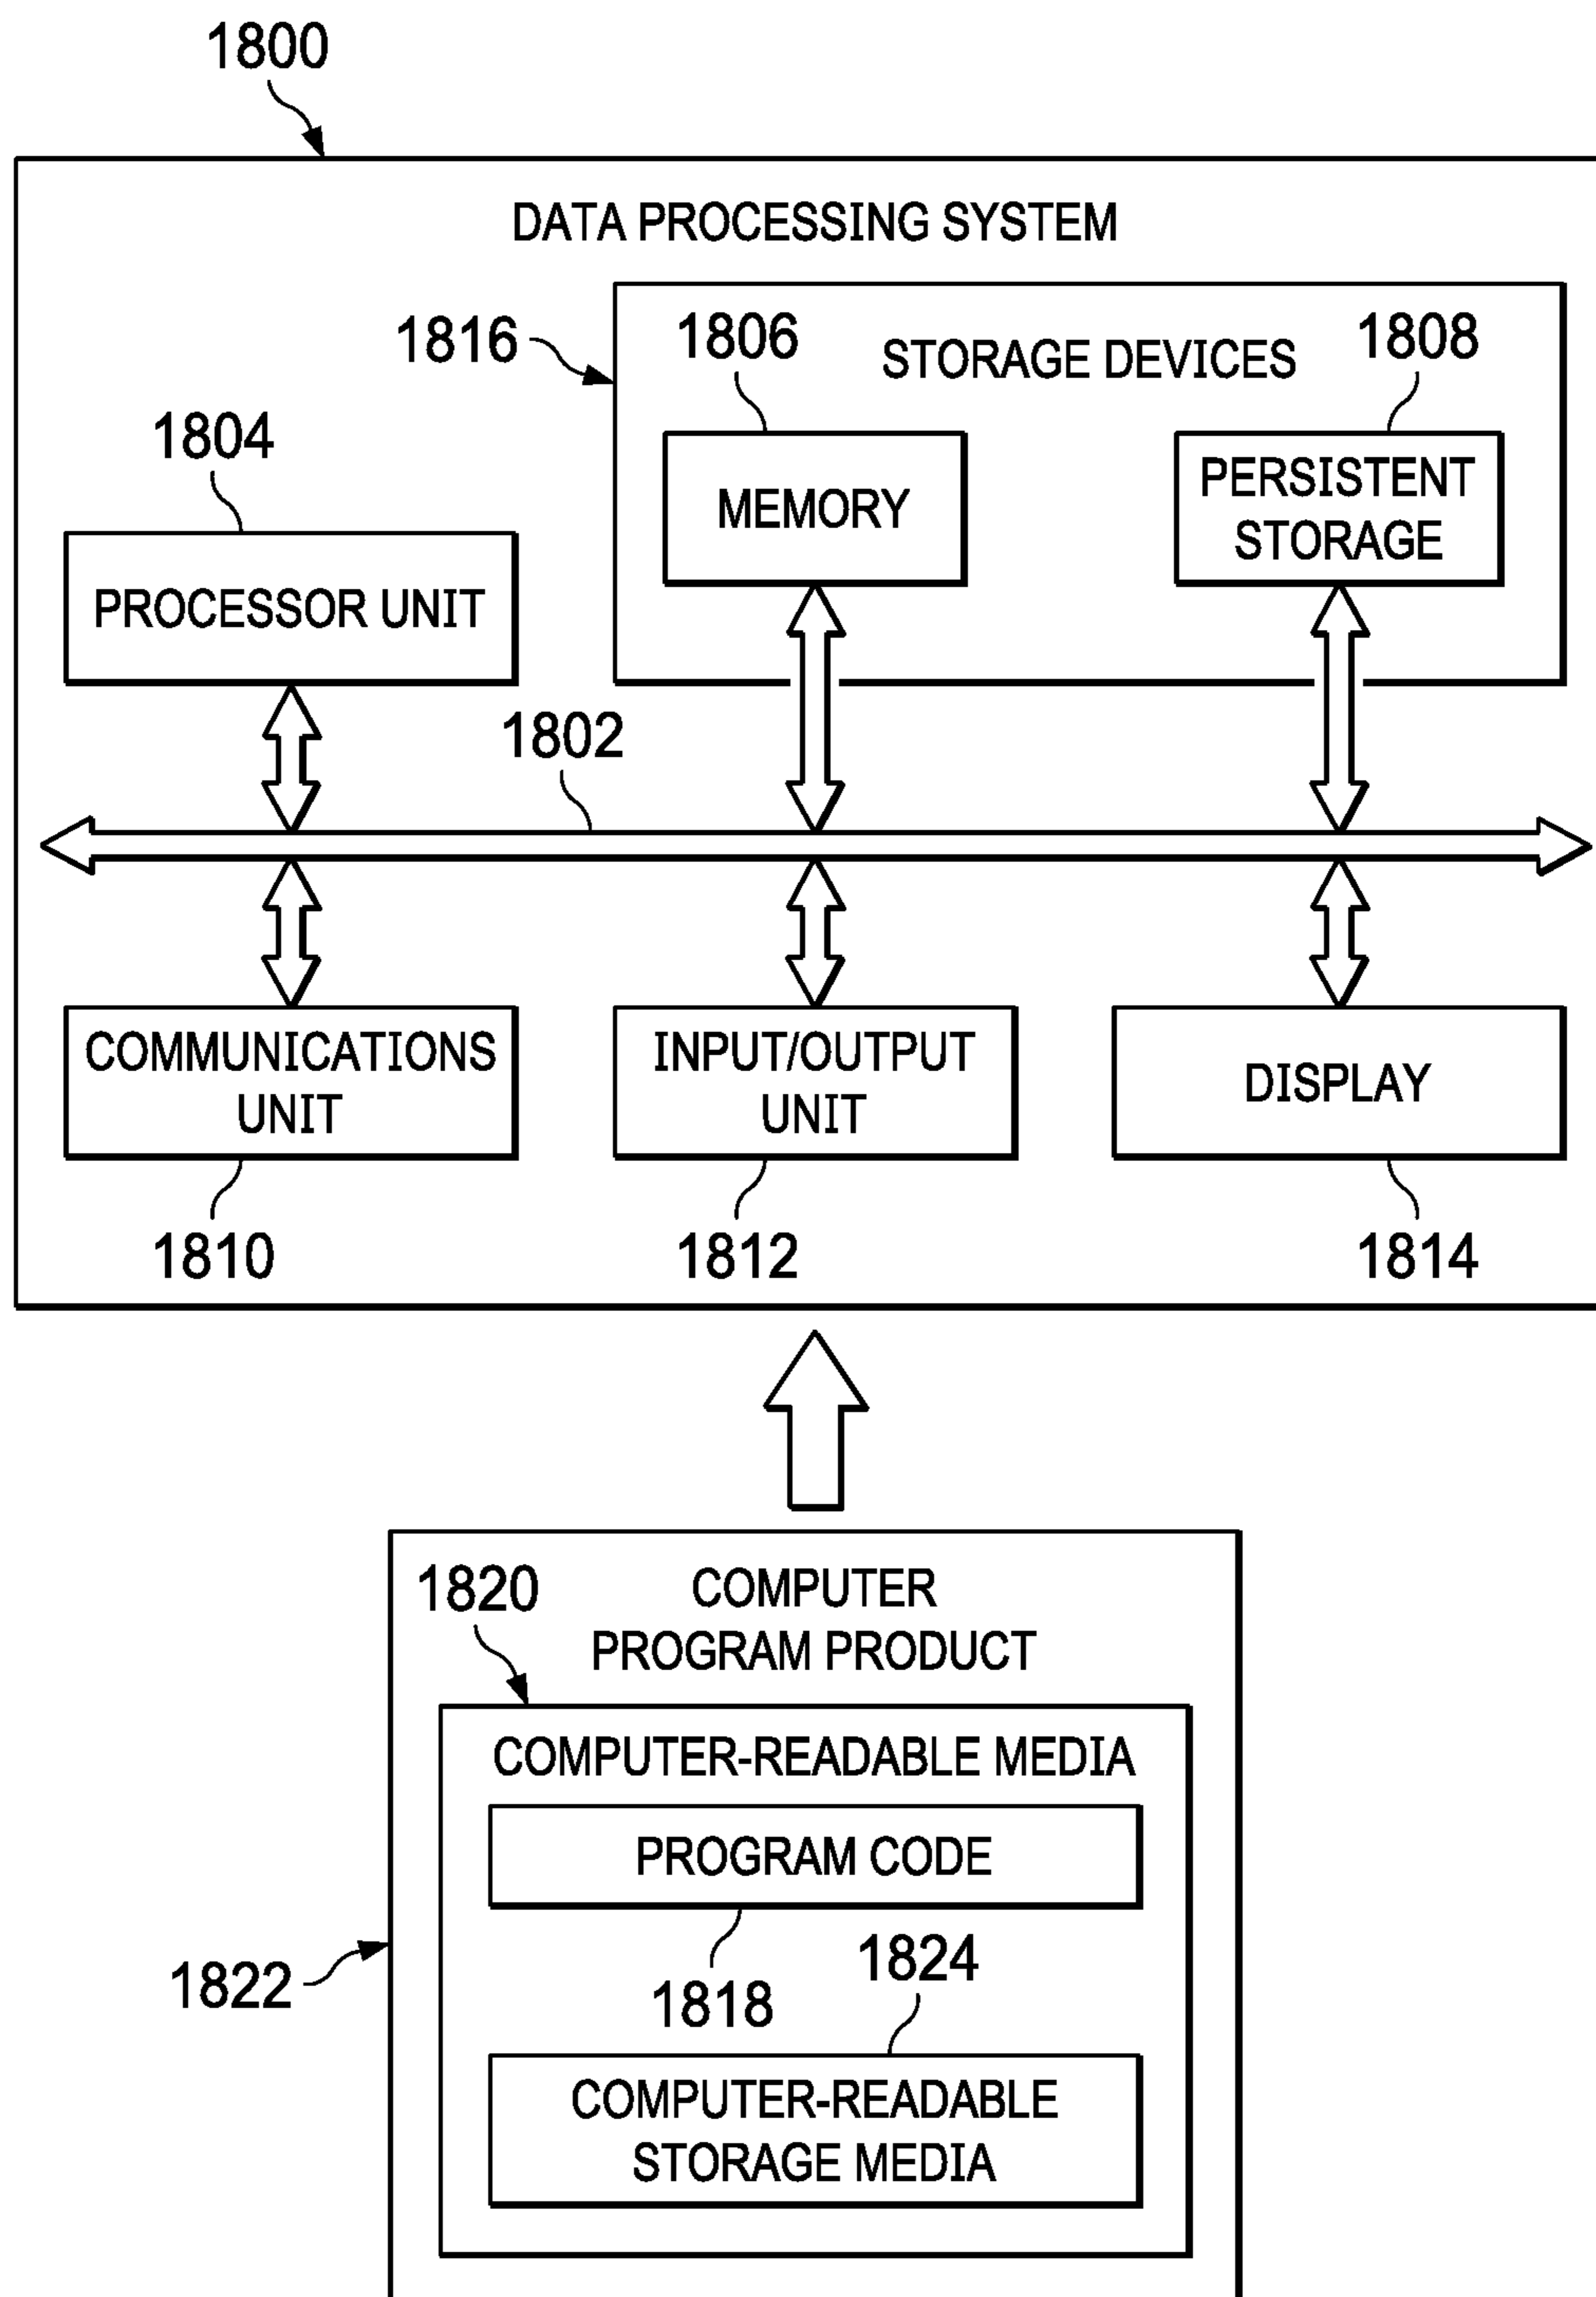 1800
DATA PROCESSING SYSTEM
1816
1806
STORAGE DEVICES
1808
1804
MEMORY
PERSISTENT
STORAGE
PROCESSOR UNIT
1802
COMMUNICATIONS
UNIT
INPUT/OUTPUT
UNIT
DISPLAY
1810
1812
1814
1820
COMPUTER
PROGRAM PRODUCT
COMPUTER-READABLE MEDIA
PROGRAM CODE
1822
1818
1824
COMPUTER-READABLE
STORAGE MEDIA